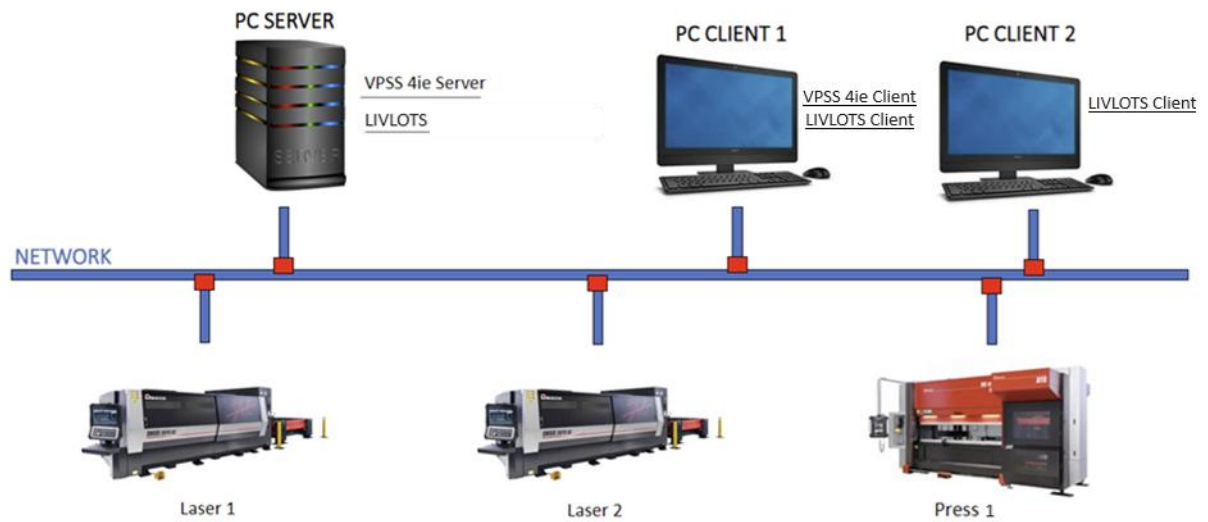 PC SERVER
VPSS 4ie Server
LIVLOTS
PC CLIENT 1
VPSS 4ie Client
LIVLOTS Client
PC CLIENT 2
LIVLOTS Client
NETWORK
Laser 1
Laser 2
Press 1